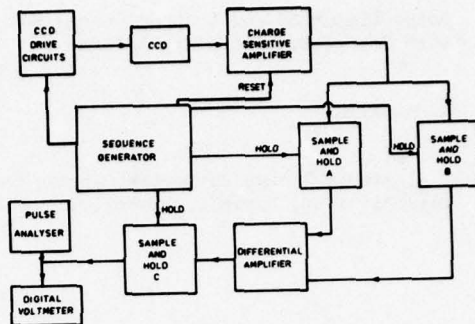 CCD
DRIVE
CIRCUITS
CCD
CHARGE
SENSITIVE
AMPLIFIER
RESET
SEQUENCE
GENERATOR
HOLD
SAMPLE
AND
HOLD
A
HOLD
SAMPLE
AND
HOLD
B
HOLD
PULSE
ANALYSER
SAMPLE
AND
HOLD
C
DIFFERENTIAL
AMPLIFIER
DIGITAL
VOLTMETER